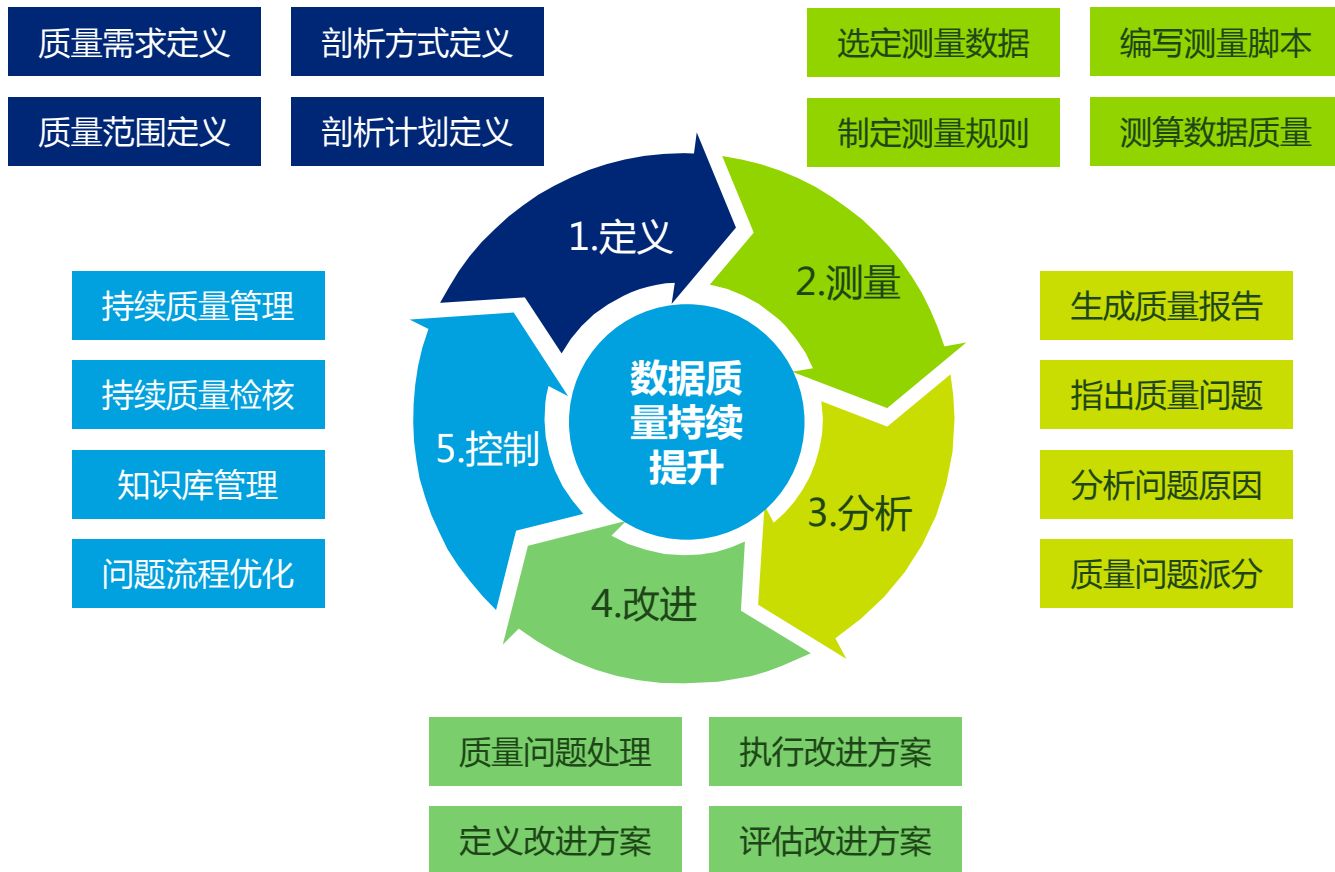 质量需求定义
剖析方式定义
质量范围定义
剖析计划定义
选定测量数据
编写测量脚本
制定测量规则
测算数据质量
1.定义
2.测量
3.分析
4.改进
5.控制
数据质
量持续
提升
生成质量报告
指出质量问题
分析问题原因
质量问题派分
质量问题处理
执行改进方案
定义改进方案
评估改进方案
持续质量管理
持续质量检核
知识库管理
问题流程优化